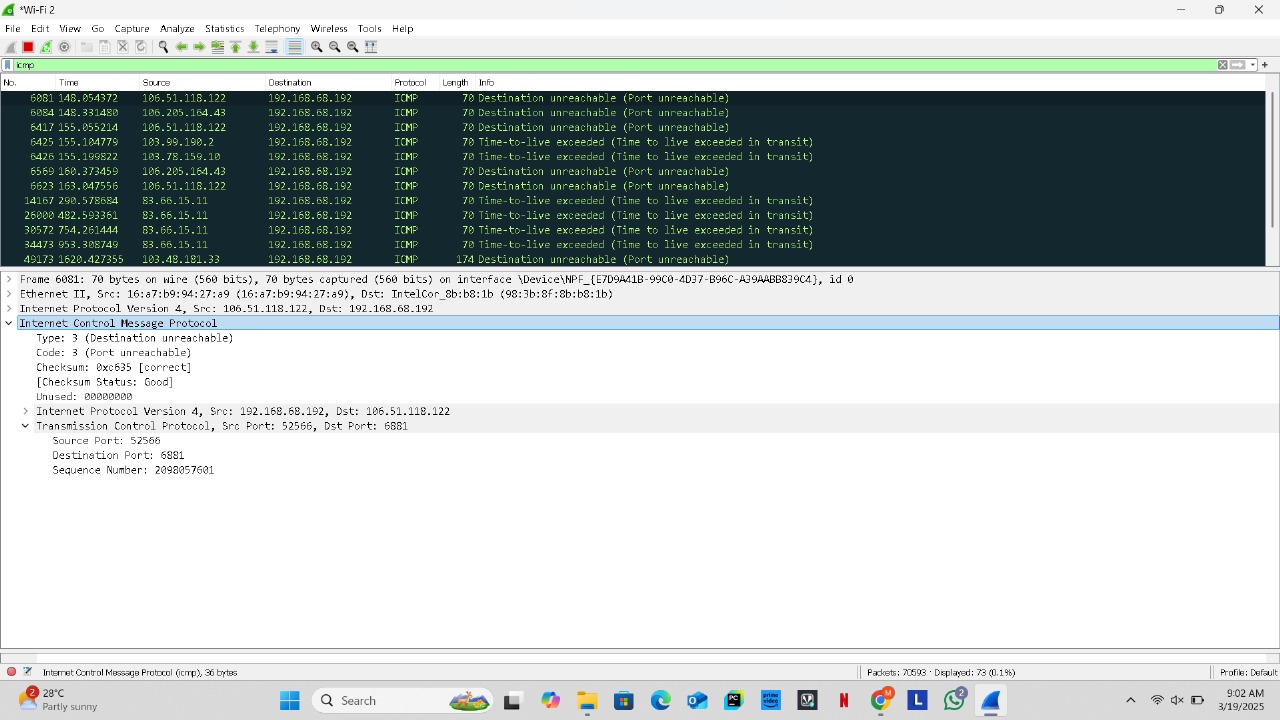 *Wi-Fi 2
File Edit View Go Capture Analyze Statistics Telephony Wireless Tools Help
icmp
No. Time Source Destination Protocol Length Info
6081 148.054372 106.51.118.122 192.168.68.192 ICMP 70 Destination unreachable (Port unreachable)
6084 148.331480 106.205.164.43 192.168.68.192 ICMP 70 Destination unreachable (Port unreachable)
6417 155.055214 106.51.118.122 192.168.68.192 ICMP 70 Destination unreachable (Port unreachable)
6425 155.104779 103.99.190.2 192.168.68.192 ICMP 70 Time-to-live exceeded (Time to live exceeded in transit)
6426 155.199822 103.78.159.10 192.168.68.192 ICMP 70 Time-to-live exceeded (Time to live exceeded in transit)
6569 160.373459 106.205.164.43 192.168.68.192 ICMP 70 Destination unreachable (Port unreachable)
6623 163.047556 106.51.118.122 192.168.68.192 ICMP 70 Destination unreachable (Port unreachable)
14167 290.578684 83.66.15.11 192.168.68.192 ICMP 70 Time-to-live exceeded (Time to live exceeded in transit)
26000 482.593361 83.66.15.11 192.168.68.192 ICMP 70 Time-to-live exceeded (Time to live exceeded in transit)
30572 754.261444 83.66.15.11 192.168.68.192 ICMP 70 Time-to-live exceeded (Time to live exceeded in transit)
34473 953.308749 83.66.15.11 192.168.68.192 ICMP 70 Time-to-live exceeded (Time to live exceeded in transit)
49173 1620.427355 103.48.181.33 192.168.68.192 ICMP 174 Destination unreachable (Port unreachable)
Frame 6081: 70 bytes on wire (560 bits), 70 bytes captured (560 bits) on interface \Device\NPF_{E7D9A41B-99C0-4D37-B96C-A39AABB839C4}, id 0
Ethernet II, Src: 16:a7:b9:94:27:a9 (16:a7:b9:94:27:a9), Dst: IntelCor_8b:b8:1b (98:3b:8f:8b:b8:1b)
Internet Protocol Version 4, Src: 106.51.118.122, Dst: 192.168.68.192
Internet Control Message Protocol
Type: 3 (Destination unreachable)
Code: 3 (Port unreachable)
Checksum: 0xc635 [correct]
[Checksum Status: Good]
Unused: 00000000
Internet Protocol Version 4, Src: 192.168.68.192, Dst: 106.51.118.122
Transmission Control Protocol, Src Port: 52566, Dst Port: 6881
Source Port: 52566
Destination Port: 6881
Sequence Number: 2098057601
Internet Control Message Protocol (icmp), 36 bytes
Packets: 70593 · Displayed: 73 (0.1%)
Profile: Default
2
28°C
Partly sunny
Search
PC
prime video
N
M
L
2
9:02 AM
3/19/2025